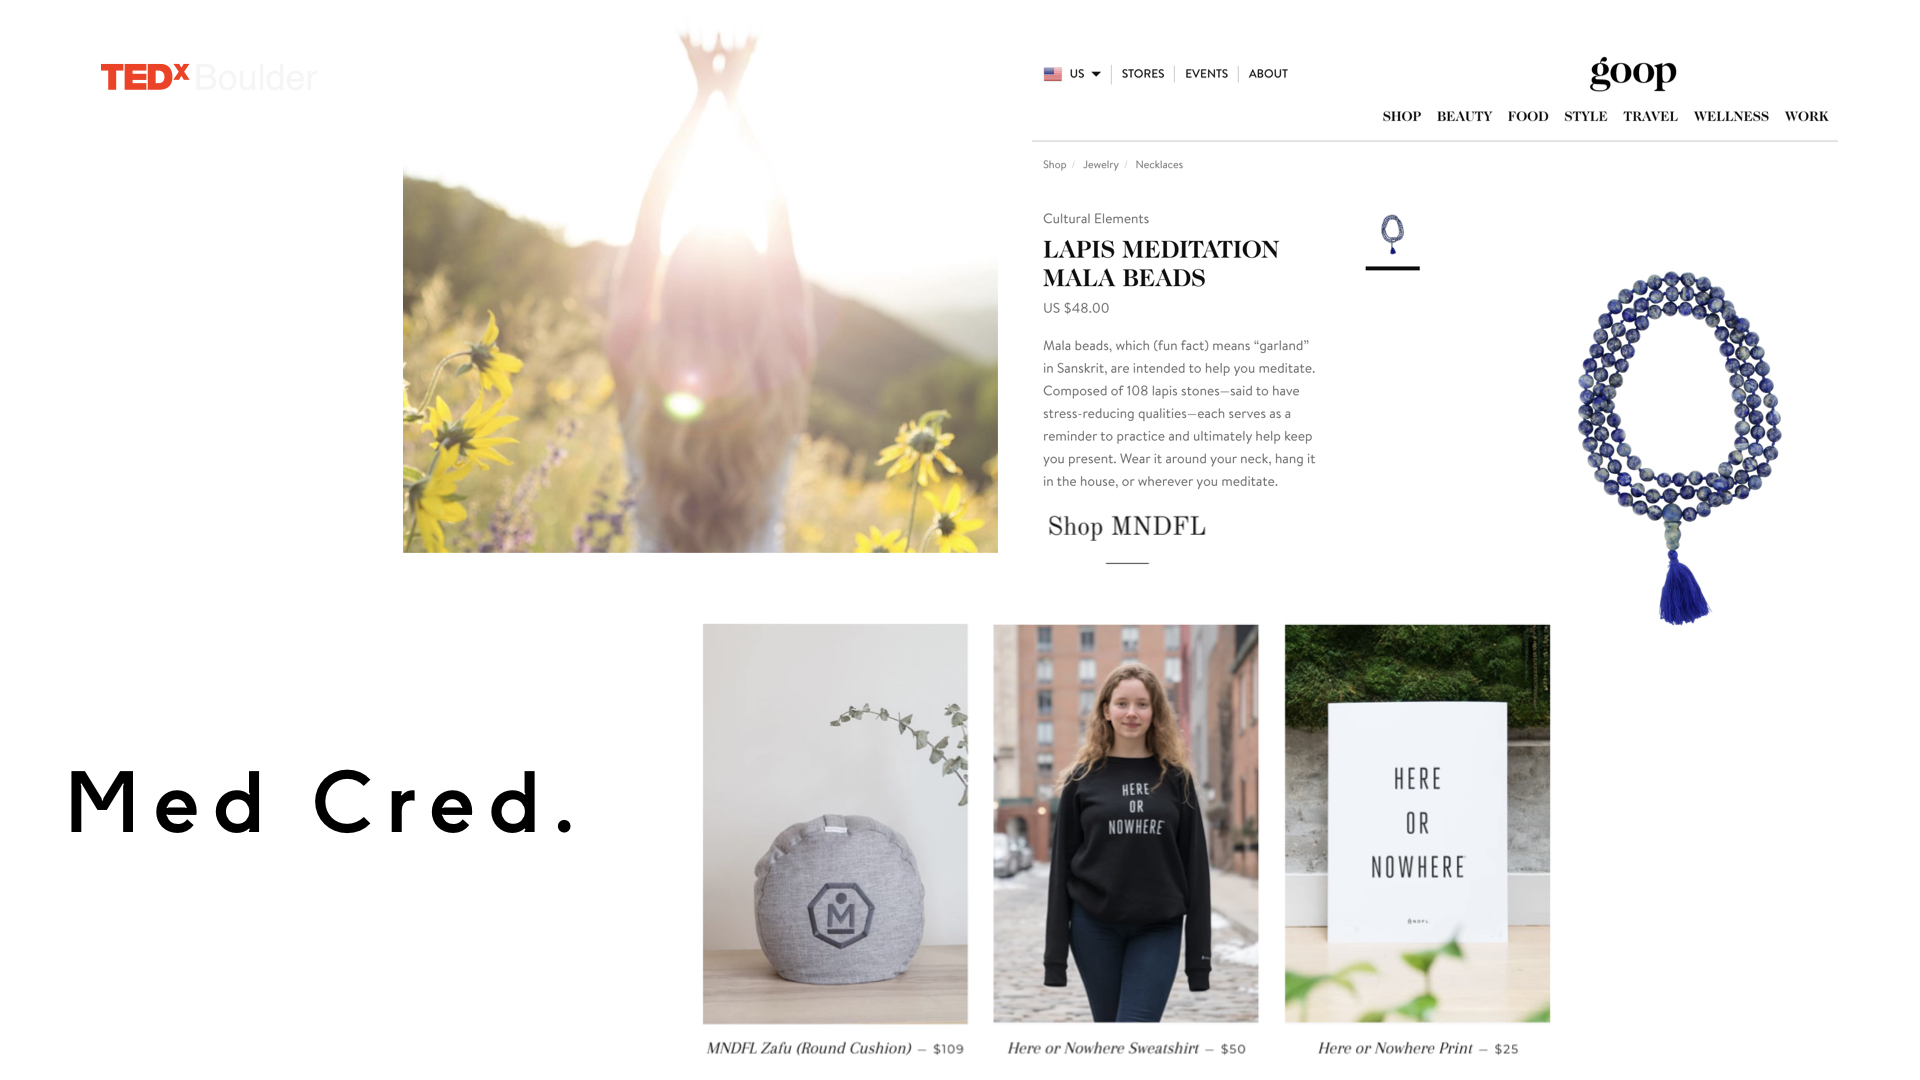 TEDx Boulder
US
STORES
EVENTS
ABOUT
goop
SHOP BEAUTY FOOD STYLE TRAVEL WELLNESS WORK
Shop / Jewelry / Necklaces
Cultural Elements
LAPIS MEDITATION
MALA BEADS
US $48.00
Mala beads, which (fun fact) means “garland”
in Sanskrit, are intended to help you meditate.
Composed of 108 lapis stones—said to have
stress-reducing qualities—each serves as a
reminder to practice and ultimately help keep
you present. Wear it around your neck, hang it
in the house, or wherever you meditate.
Shop MNDFL
Med Cred.
M
HERE
OR
NOWHERE
HERE
OR
NOWHERE
MNDFL
MNDFL Zafu (Round Cushion) — $109
Here or Nowhere Sweatshirt — $50
Here or Nowhere Print — $25